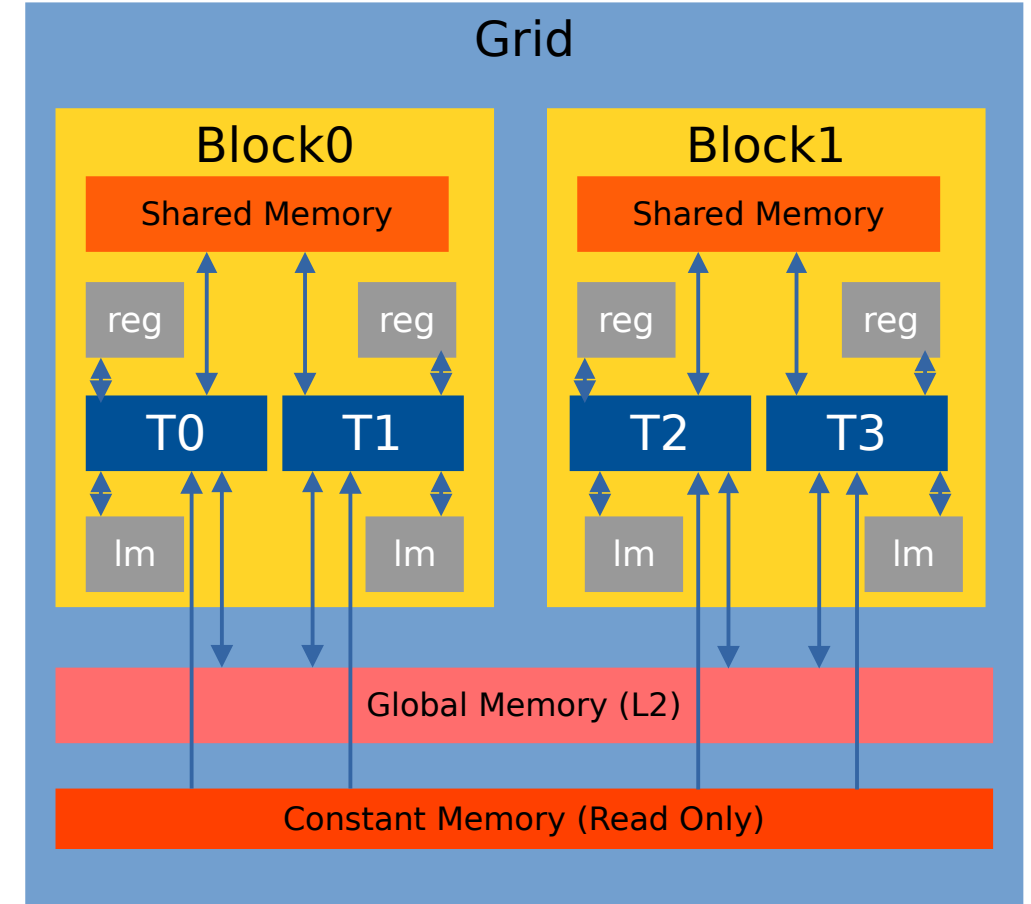 Grid
Block0
Shared Memory
reg
reg
T0
T1
lm
lm
Block1
Shared Memory
reg
reg
T2
T3
lm
lm
Global Memory (L2)
Constant Memory (Read Only)